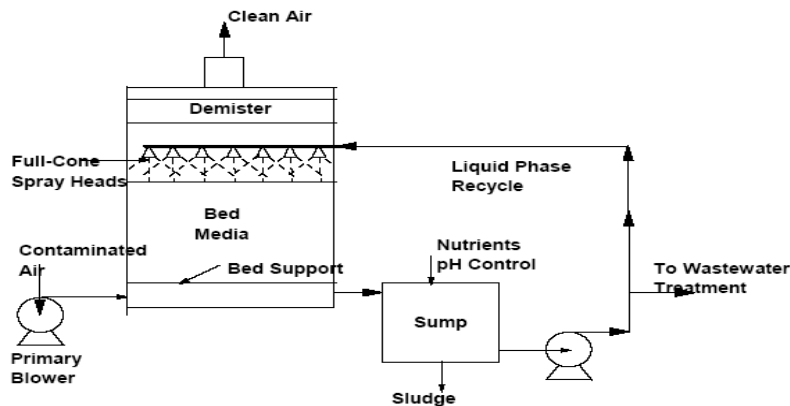 Clean Air
Demister
Full-Cone
Spray Heads
Liquid Phase
Recycle
Bed
Media
Contaminated
Air
Bed Support
Nutrients
pH Control
To Wastewater
Treatment
Sump
Primary
Blower
Sludge